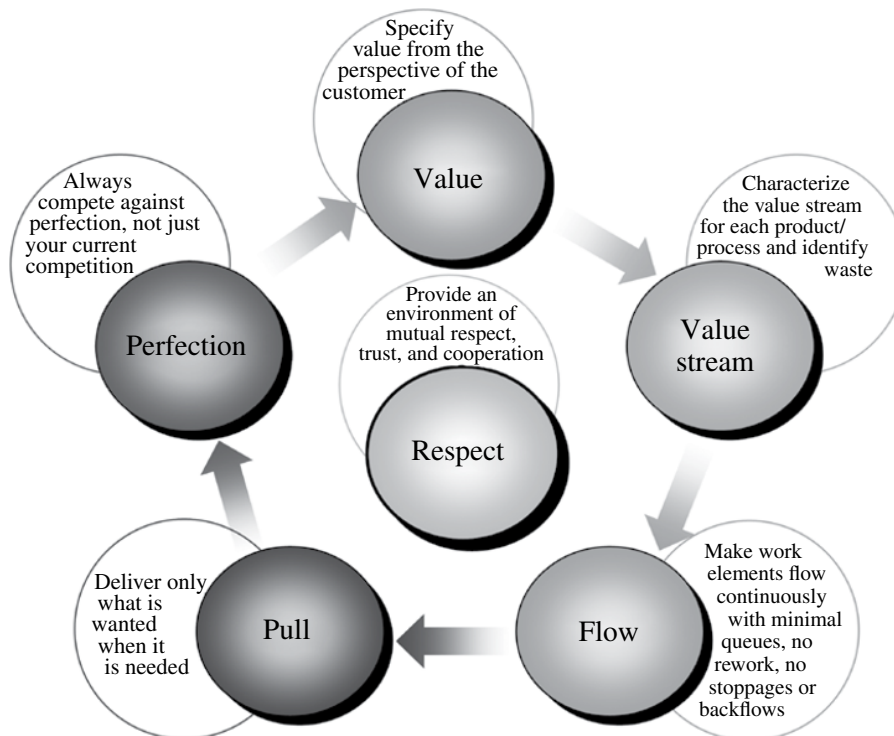 Specify
value from the
perspective of the
customer
Value
Characterize
the value stream
for each product/
process and identify
waste
Value
stream
Make work
elements flow
continuously
with minimal
queues, no
rework, no
stoppages or
backflows
Flow
Deliver only
what is
wanted
when it
is needed
Pull
Always
compete against
perfection, not just
your current
competition
Perfection
Provide an
environment of
mutual respect,
trust, and cooperation
Respect